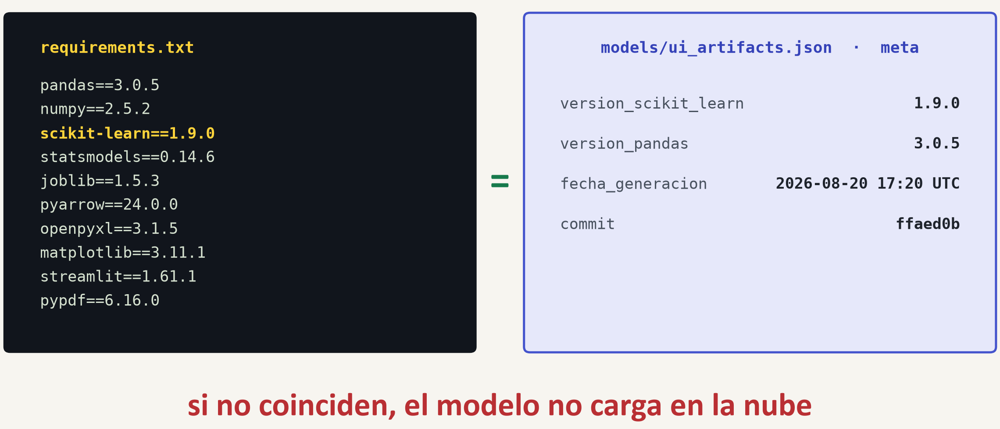 requirements.txt
pandas==3.0.5
numpy==2.5.2
scikit-learn==1.9.0
statsmodels==0.14.6
joblib==1.5.3
pyarrow==24.0.0
openpyxl==3.1.5
matplotlib==3.11.1
streamlit==1.61.1
pypdf==6.16.0
=
models/ui_artifacts.json · meta
version_scikit_learn 1.9.0
version_pandas 3.0.5
fecha_generacion 2026-08-20 17:20 UTC
commit ffaed0b
si no coinciden, el modelo no carga en la nube